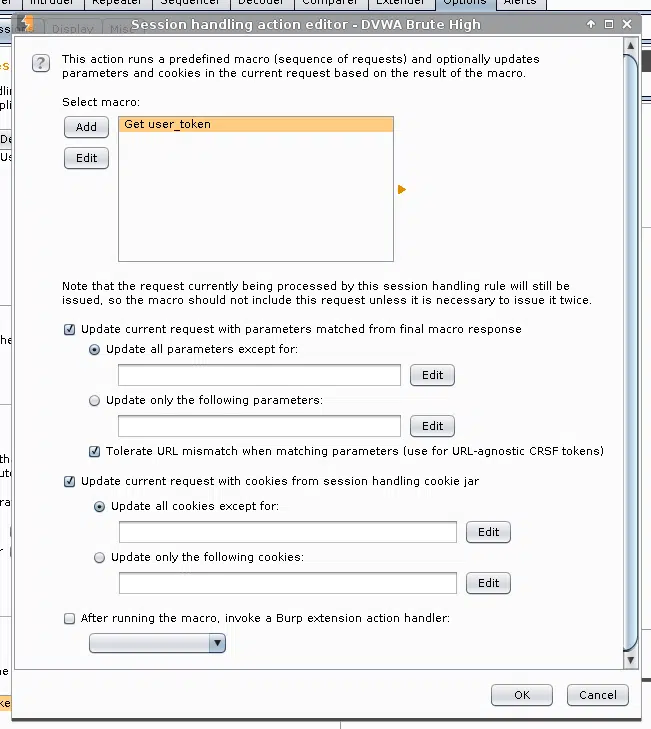 Intruder Repeater Sequencer Decoder Comparer Extender Options Alerts
Session handling action editor - DVWA Brute High
Display
?
This action runs a predefined macro (sequence of requests) and optionally updates
parameters and cookies in the current request based on the result of the macro.
Select macro:
Add
Get user_token
Edit
Note that the request currently being processed by this session handling rule will still be
issued, so the macro should not include this request unless it is necessary to issue it twice.
Update current request with parameters matched from final macro response
Update all parameters except for:
Edit
Update only the following parameters:
Edit
Tolerate URL mismatch when matching parameters (use for URL-agnostic CRSF tokens)
Update current request with cookies from session handling cookie jar
Update all cookies except for:
Edit
Update only the following cookies:
Edit
After running the macro, invoke a Burp extension action handler:
OK Cancel